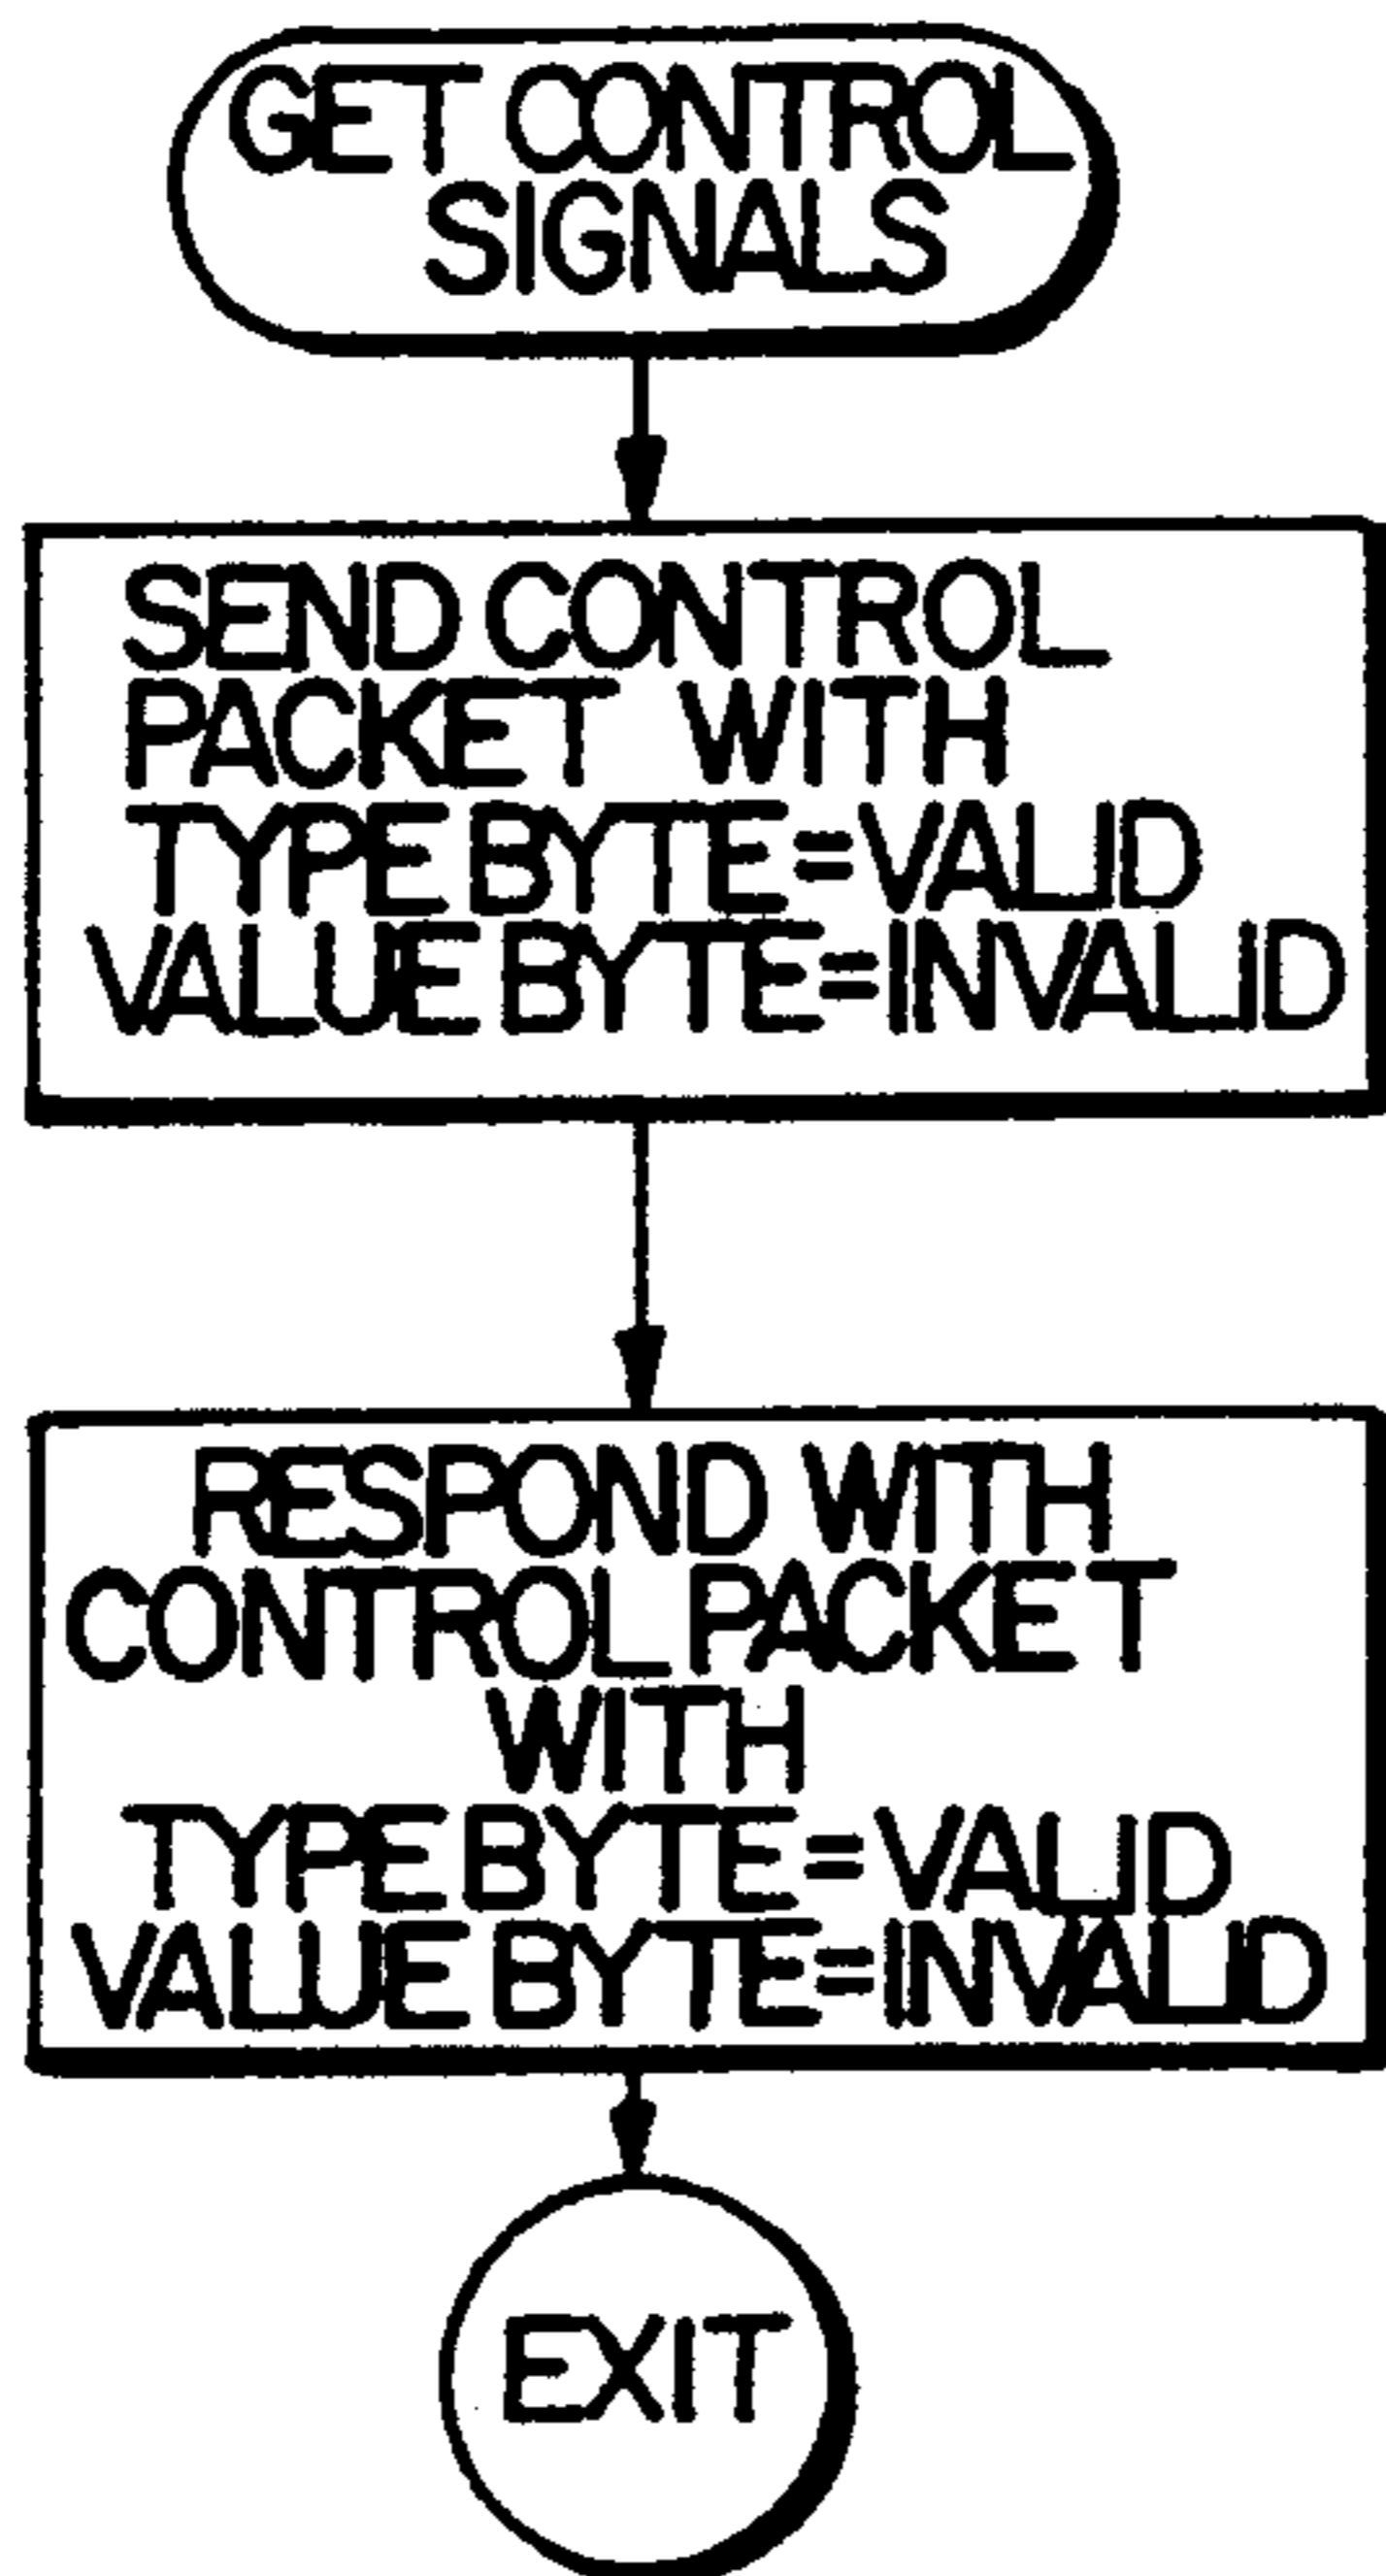 GET CONTROL
SIGNALS
SEND CONTROL
PACKET WITH
TYPE BYTE=VALID
VALUE BYTE=INVALID
RESPOND WITH
CONTROL PACKET
WITH
TYPE BYTE=VALID
VALUE BYTE=INVALID
EXIT